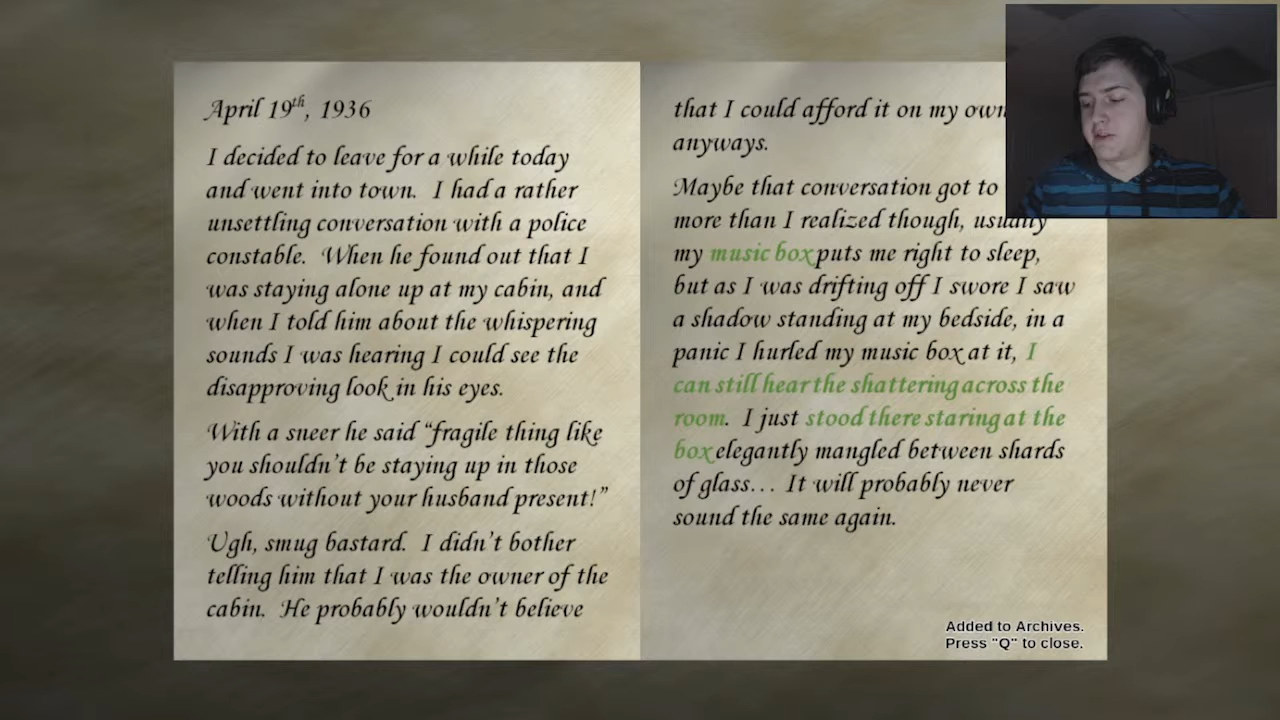 April 19th, 1936
I decided to leave for a while today
and went into town. I had a rather
unsettling conversation with a police
constable. When he found out that I
was staying alone up at my cabin, and
when I told him about the whispering
sounds I was hearing I could see the
disapproving look in his eyes.
With a sneer he said “fragile thing like
you shouldn’t be staying up in those
woods without your husband present!”
Ugh, smug bastard. I didn’t bother
telling him that I was the owner of the
cabin. He probably wouldn’t believe
that I could afford it on my own
anyways.
Maybe that conversation got to
more than I realized though, usually
my music box puts me right to sleep,
but as I was drifting off I swore I saw
a shadow standing at my bedside, in a
panic I hurled my music box at it, I
can still hear the shattering across the
room. I just stood there staring at the
box elegantly mangled between shards
of glass… It will probably never
sound the same again.
Added to Archives.
Press "Q" to close.